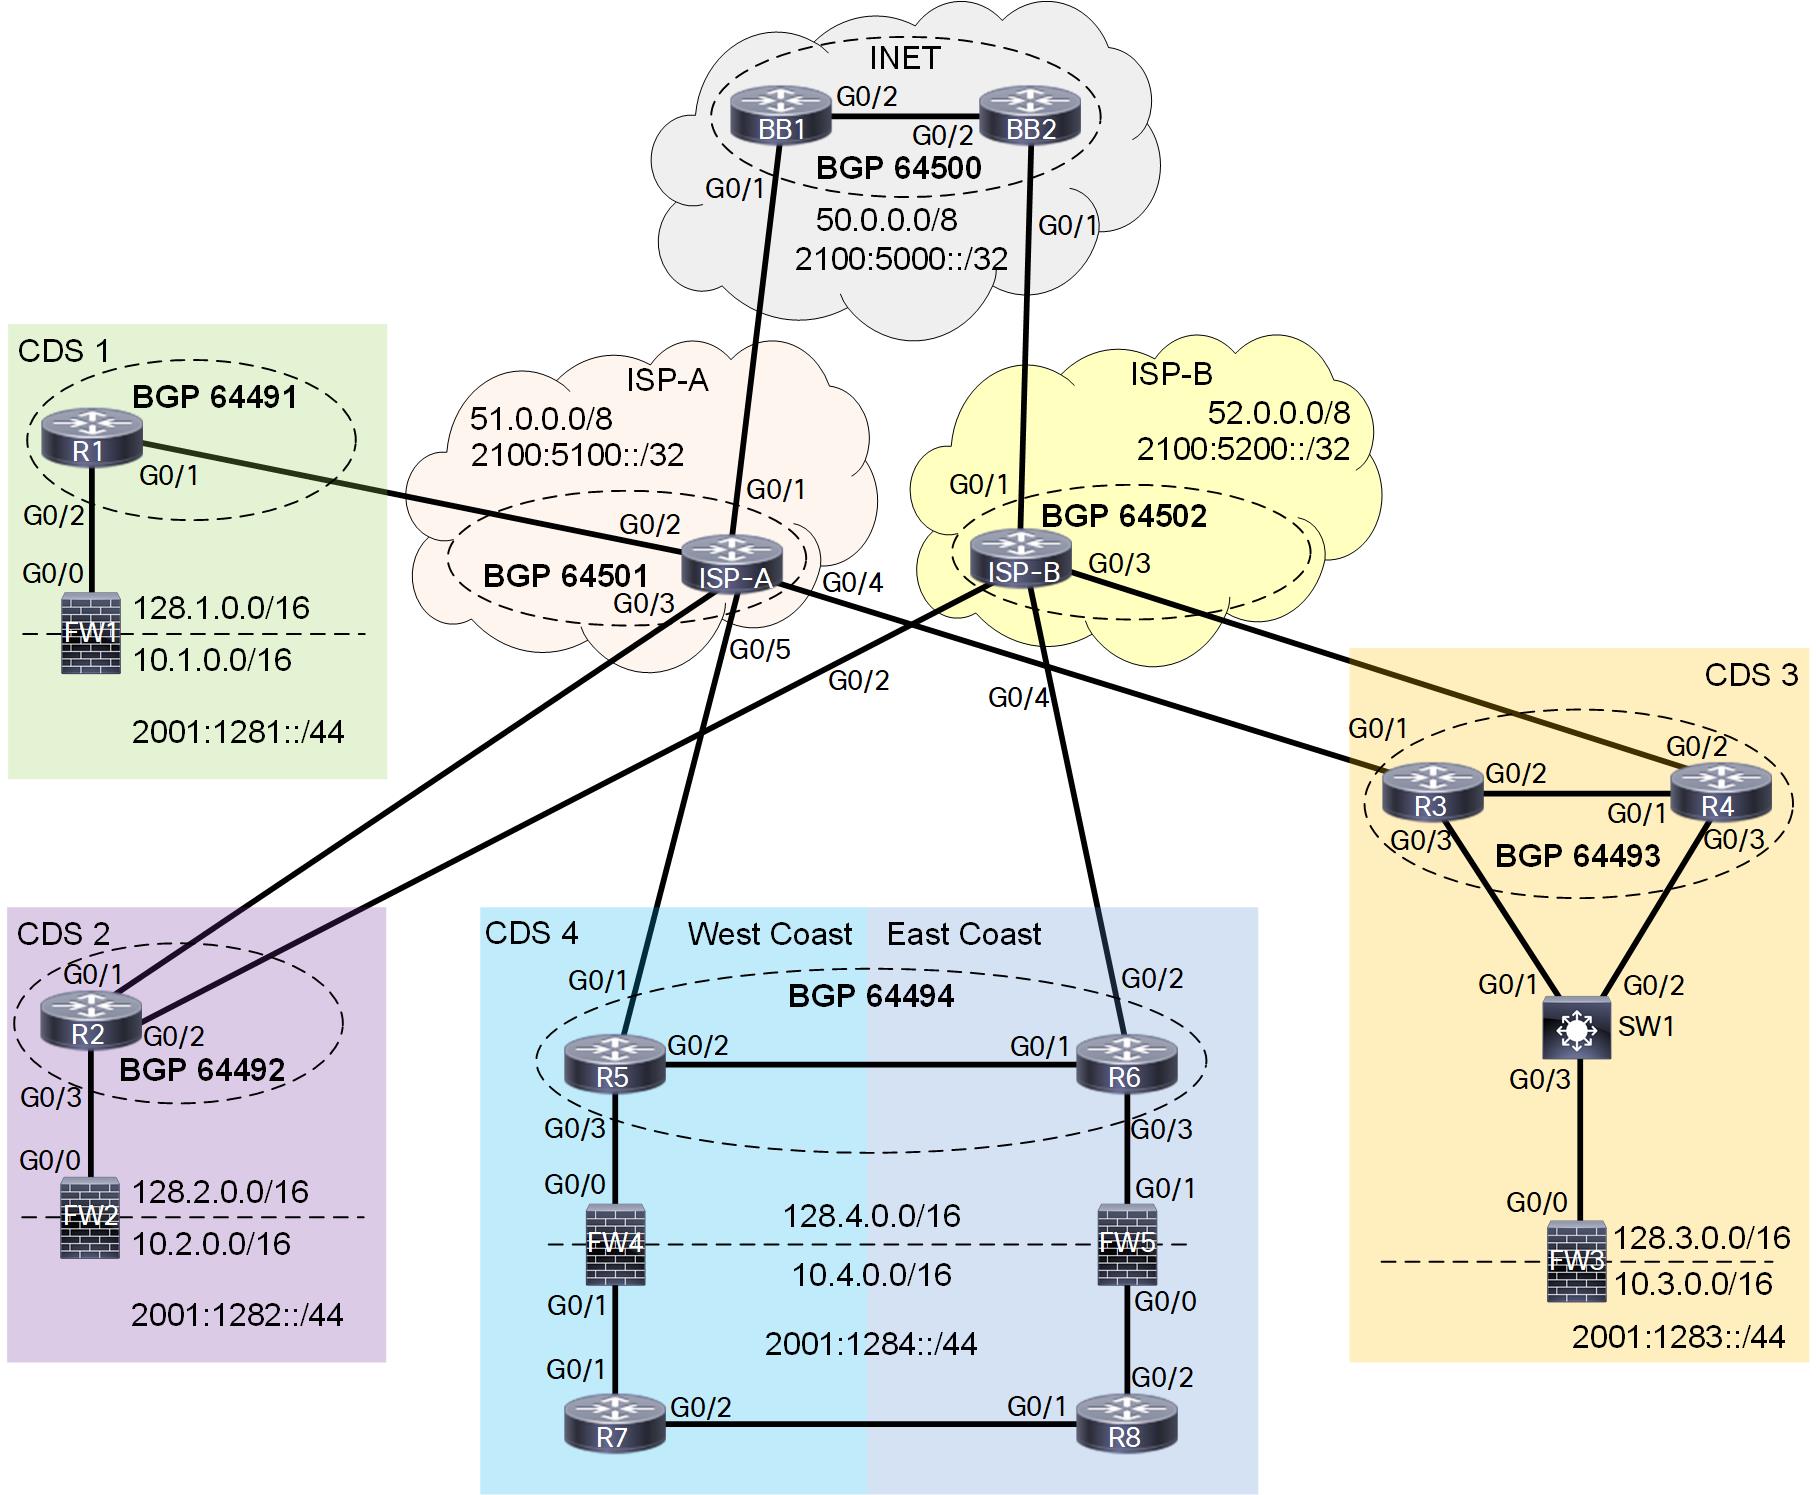 INET
BB1
G0/2
G0/2
BB2
BGP 64500
G0/1
50.0.0.0/8
2100:5000::/32
G0/1
CDS 1
BGP 64491
R1
G0/1
G0/2
G0/0
FW1
128.1.0.0/16
10.1.0.0/16
2001:1281::/44
ISP-A
51.0.0.0/8
2100:5100::/32
G0/1
G0/2
BGP 64501
ISP-A
G0/3
G0/4
G0/5
ISP-B
52.0.0.0/8
2100:5200::/32
G0/1
BGP 64502
ISP-B
G0/3
G0/2
G0/4
CDS 3
G0/1
G0/2
R3
G0/2
G0/1
R4
G0/3
G0/3
BGP 64493
G0/1
G0/2
SW1
G0/3
G0/0
FW3
128.3.0.0/16
10.3.0.0/16
2001:1283::/44
CDS 2
G0/1
R2
G0/2
BGP 64492
G0/3
G0/0
FW2
128.2.0.0/16
10.2.0.0/16
2001:1282::/44
CDS 4
West Coast
East Coast
G0/1
G0/2
BGP 64494
R5
G0/2
G0/1
R6
G0/3
G0/3
G0/0
G0/1
FW4
128.4.0.0/16
FW5
10.4.0.0/16
G0/1
G0/0
2001:1284::/44
G0/1
G0/2
R7
G0/2
G0/1
R8